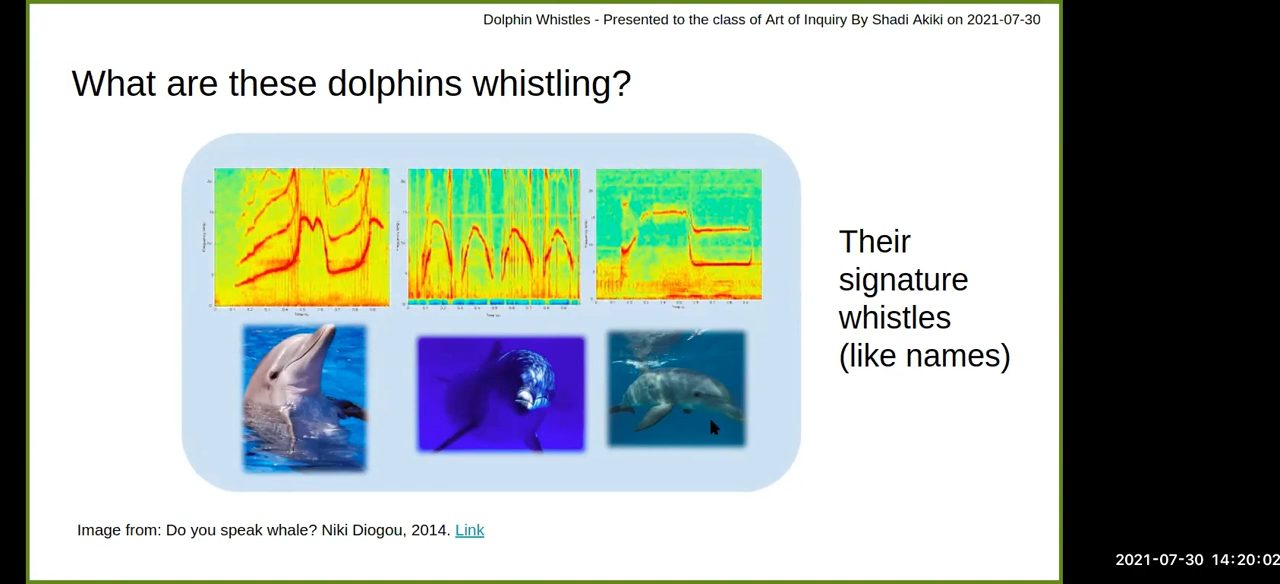 Dolphin Whistles - Presented to the class of Art of Inquiry By Shadi Akiki on 2021-07-30
What are these dolphins whistling?
Their
signature
whistles
(like names)
Image from: Do you speak whale? Niki Diogou, 2014. Link
2021-07-30 14:20:02